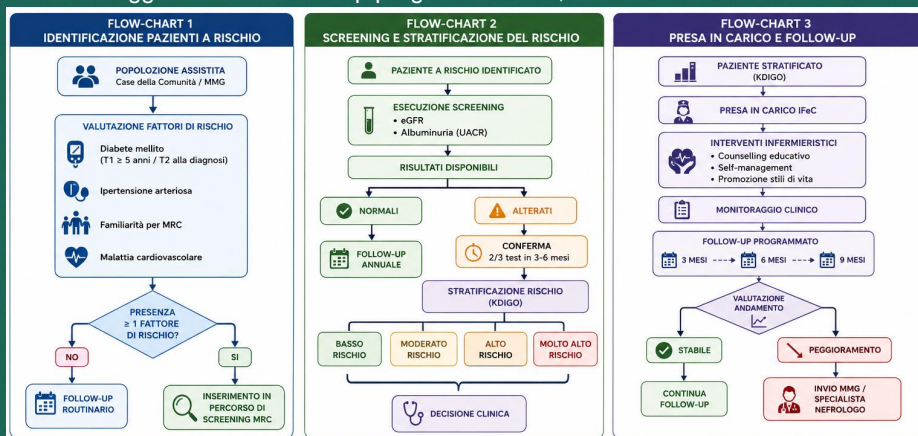 FLOW-CHART 1
IDENTIFICAZIONE PAZIENTI A RISCHIO
POPOLOZIONE ASSISTITA
Case della Comunità / MMG
VALUTAZIONE FATTORI DI RISCHIO
Diabete mellito
(T1 ≥ 5 anni / T2 alla diagnosi)
Ipertensione arteriosa
Familiarità per MRC
Malattia cardiovascolare
PRESENZA
≥ 1 FATTORE
DI RISCHIO?
NO
SI
FOLLOW-UP
ROUTINARIO
INSERIMENTO IN
PERCORSO DI
SCREENING MRC
FLOW-CHART 2
SCREENING E STRATIFICAZIONE DEL RISCHIO
PAZIENTE A RISCHIO IDENTIFICATO
ESECUZIONE SCREENING
• eGFR
• Albuminuria (UACR)
RISULTATI DISPONIBILI
NORMALI
ALTERATI
FOLLOW-UP
ANNUALE
CONFERMA
2/3 test in 3-6 mesi
STRATIFICAZIONE RISCHIO
(KDIGO)
BASSO
RISCHIO
MODERATO
RISCHIO
ALTO
RISCHIO
MOLTO ALTO
RISCHIO
DECISIONE CLINICA
FLOW-CHART 3
PRESA IN CARICO E FOLLOW-UP
PAZIENTE STRATIFICATO
(KDIGO)
PRESA IN CARICO IFeC
INTERVENTI INFERMIERISTICI
• Counselling educativo
• Self-management
• Promozione stili di vita
MONITORAGGIO CLINICO
FOLLOW-UP PROGRAMMATO
3 MESI
6 MESI
9 MESI
VALUTAZIONE
ANDAMENTO
STABILE
PEGGIORAMENTO
CONTINUA
FOLLOW-UP
INVIO MMG /
SPECIALISTA
NEFROLOGO